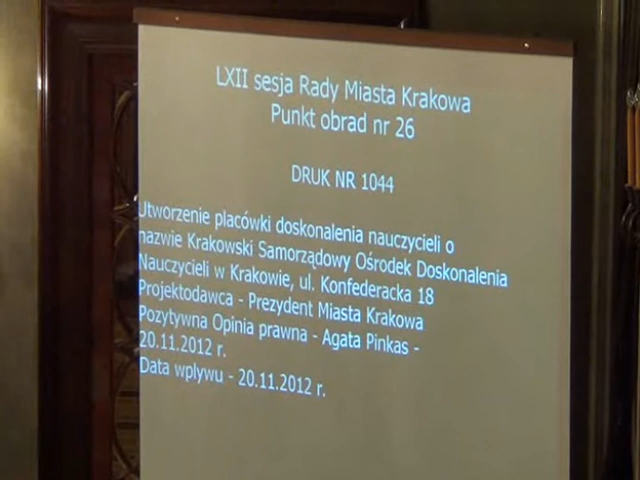 LXII sesja Rady Miasta Krakowa
Punkt obrad nr 26
DRUK NR 1044
Utworzenie placówki doskonalenia nauczycieli o
nazwie Krakowski Samorządowy Ośrodek Doskonalenia
Nauczycieli w Krakowie, ul. Konfederacka 18
Projektodawca - Prezydent Miasta Krakowa
Pozytywna Opinia prawna - Agata Pinkas -
20.11.2012 r.
Data wpływu - 20.11.2012 r.